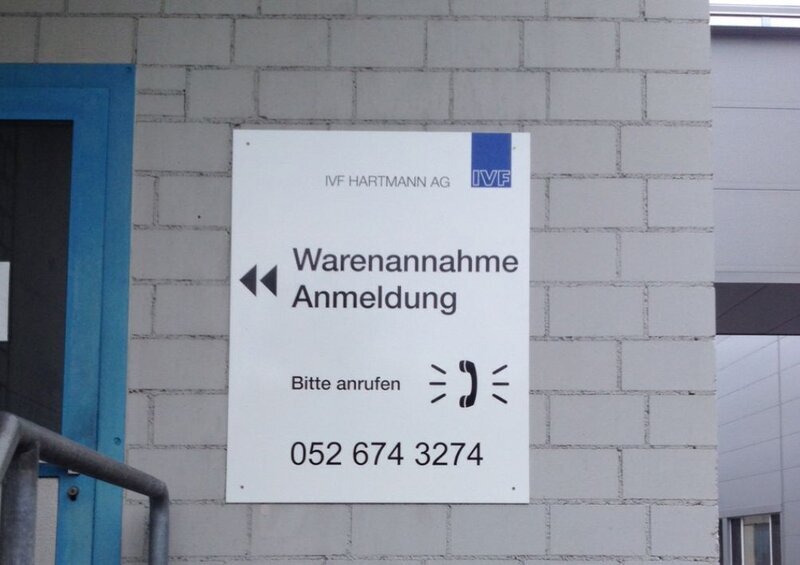 IVF HARTMANN AG
IVF
Warenannahme
Anmeldung
Bitte anrufen
052 674 3274